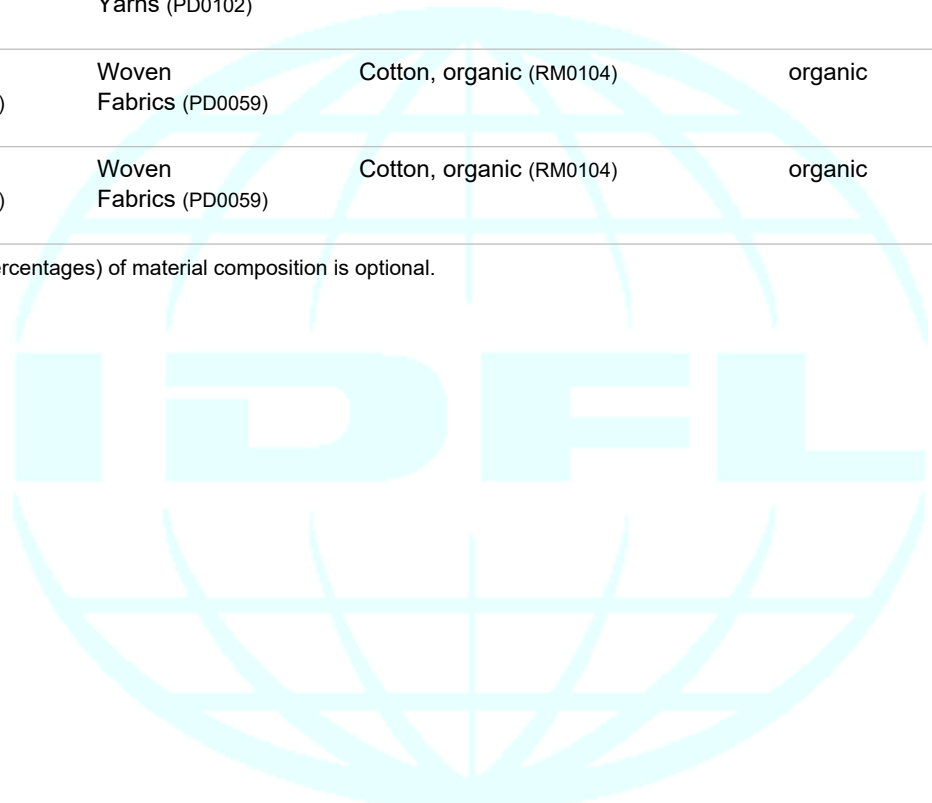 Yarns (PD0102)
Woven Cotton, organic (RM0104) organic
) Fabrics (PD0059)
Woven Cotton, organic (RM0104) organic
) Fabrics (PD0059)
ercentages) of material composition is optional.
IDFL